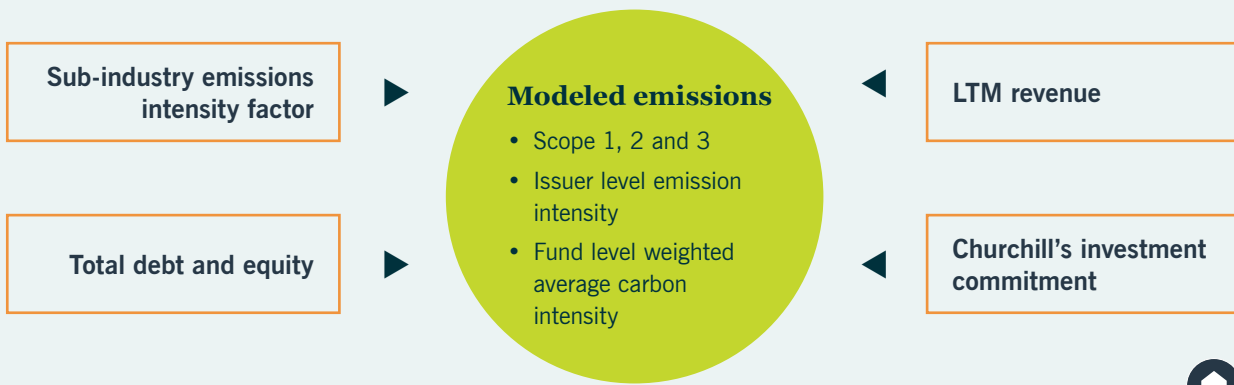 Sub-industry emissions
intensity factor
Total debt and equity
Modeled emissions
• Scope 1, 2 and 3
• Issuer level emission
intensity
• Fund level weighted
average carbon
intensity
LTM revenue
Churchill’s investment
commitment